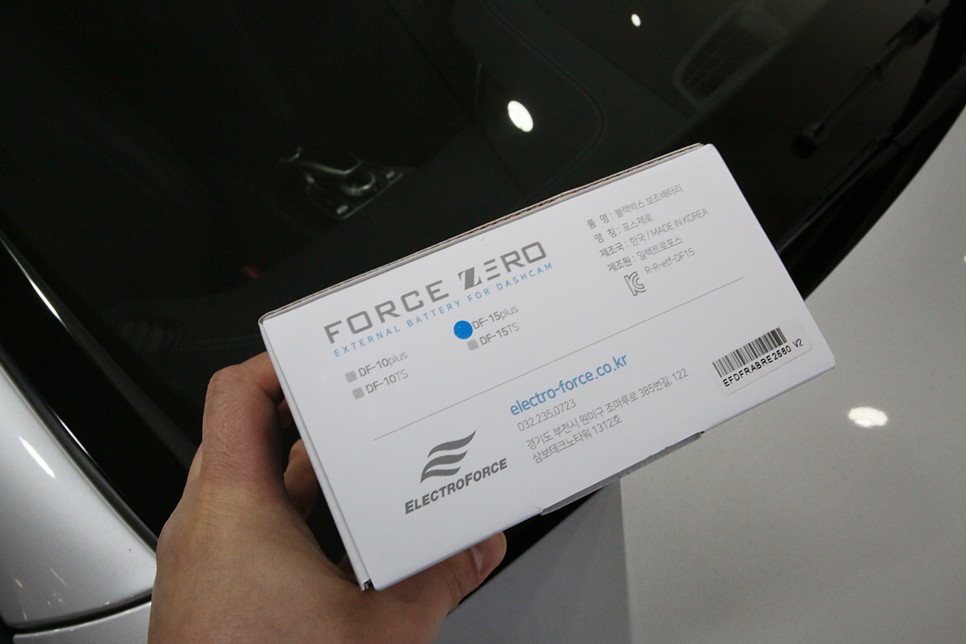 FORCE ZERO
EXTERNAL BATTERY FOR DASHCAM
DF-10plus
DF-10TS
DF-15plus
DF-15TS
품 명 : 블랙박스 보조배터리
명 칭 : 포스제로
제조국 : 한국 / MADE IN KOREA
제조원 : 일렉트로포스
R-R-etf-DF15
ELECTROFORCE
electro-force.co.kr
032.235.0723
경기도 부천시 원미구 조마루로 385번길, 122
삼보테크노타워 1312호
EFDFRABRE2560 V2